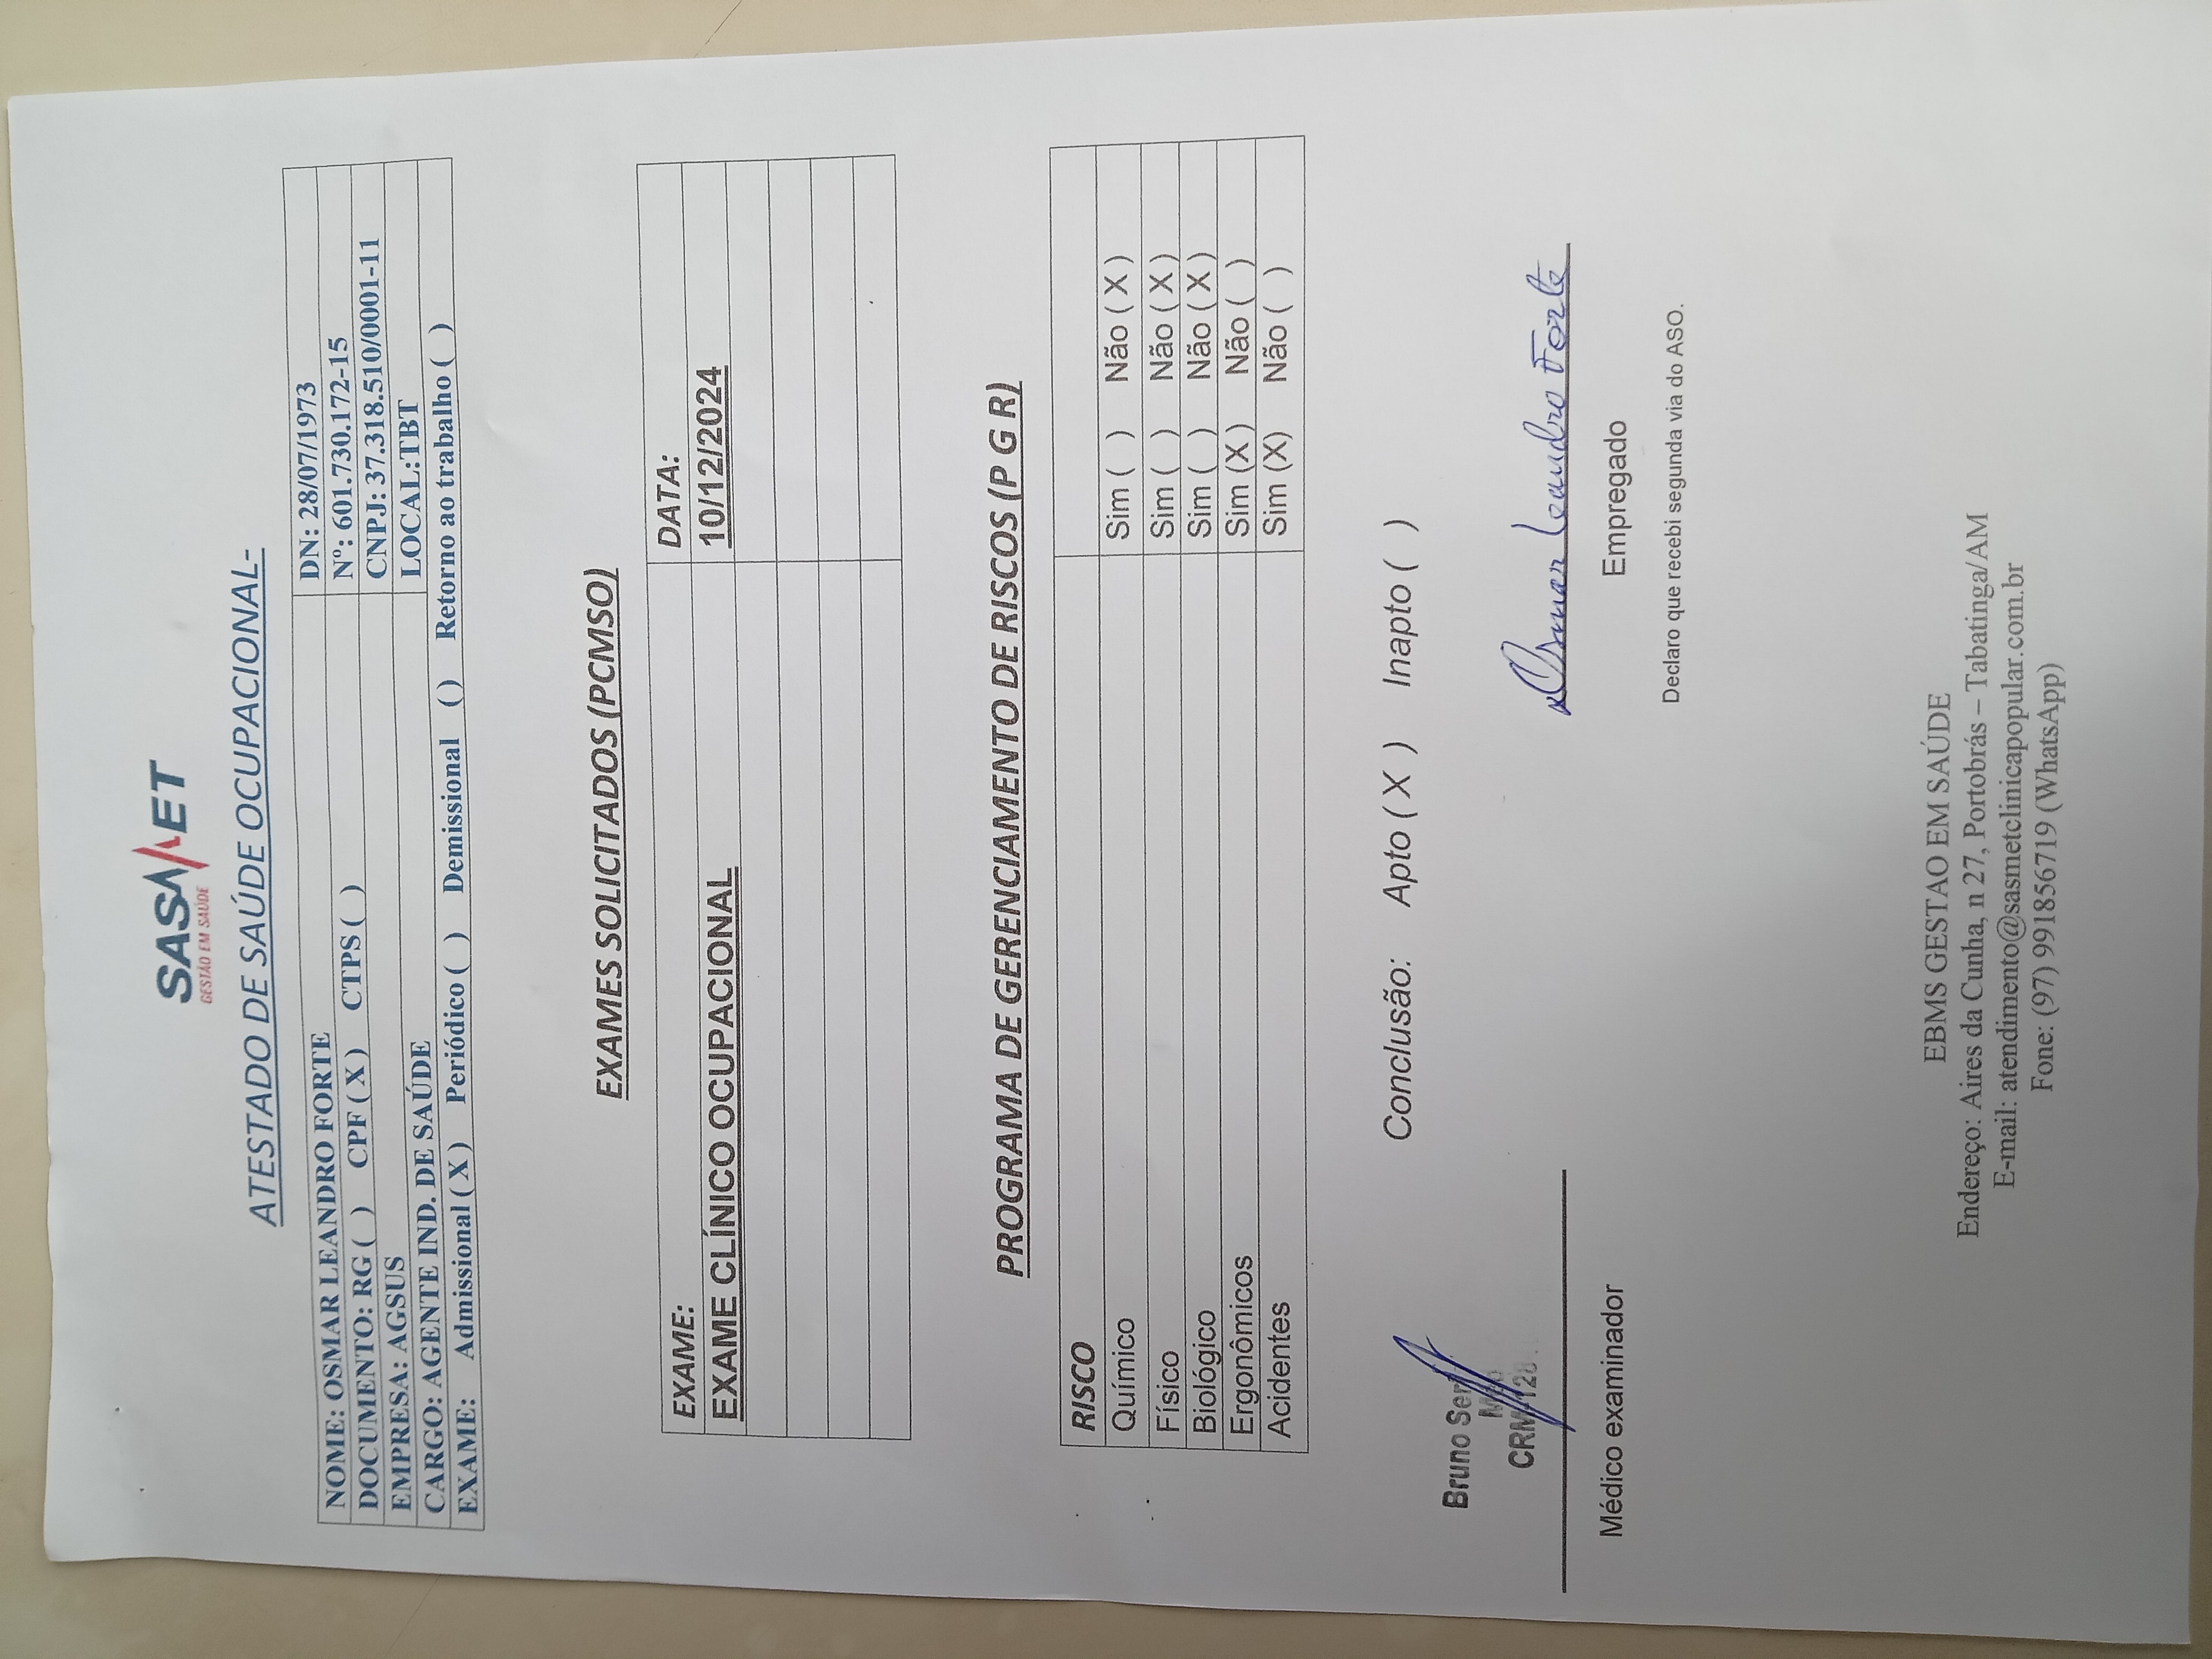 SASMET
GESTÃO EM SAÚDE
ATESTADO DE SAÚDE OCUPACIONAL-
NOME: OSMAR LEANDRO FORTE DN: 28/07/1973
DOCUMENTO: RG ( ) CPF ( X ) CTPS ( ) Nº: 601.730.172-15
EMPRESA: AGSUS CNPJ: 37.318.510/0001-11
CARGO: AGENTE IND. DE SAÚDE LOCAL:TBT
EXAME: Admissional ( X ) Periódico ( ) Demissional ( ) Retorno ao trabalho ( )
EXAMES SOLICITADOS (PCMSO)
EXAME: DATA:
EXAME CLÍNICO OCUPACIONAL 10/12/2024
PROGRAMA DE GERENCIAMENTO DE RISCOS (P G R)
RISCO
Químico Sim ( ) Não ( X )
Físico Sim ( ) Não ( X )
Biológico Sim ( ) Não ( X )
Ergonômicos Sim (X ) Não ( )
Acidentes Sim (X) Não ( )
Conclusão: Apto ( X ) Inapto ( )
Bruno
CRM
Osmar Leandro Forte
Médico examinador Empregado
Declaro que recebi segunda via do ASO.
EBMS GESTAO EM SAÚDE
Endereço: Aires da Cunha, n 27, Portobrás – Tabatinga/AM
E-mail: atendimento@sasmetclinicapopular.com.br
Fone: (97) 991856719 (WhatsApp)